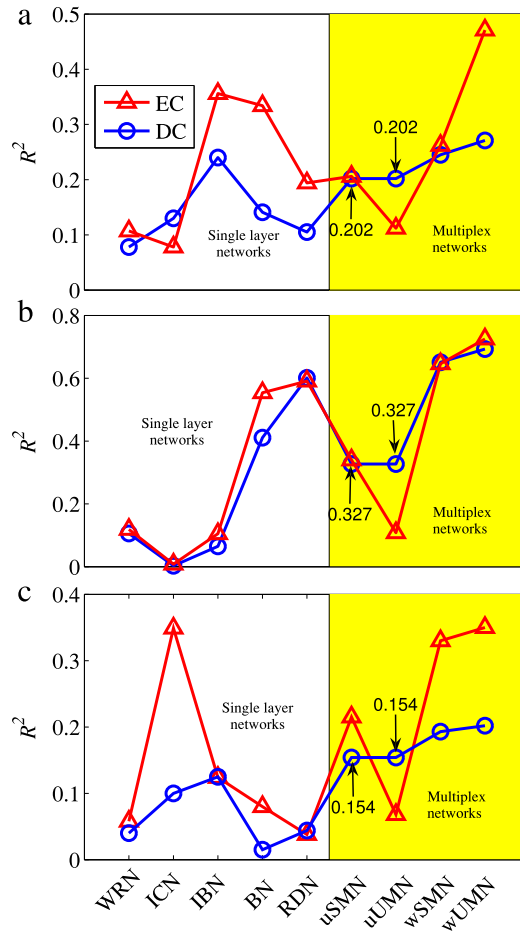 a
0.5
0.4
0.3
0.2
0.1
0
R²
EC
DC
0.202
0.202
Single layer
networks
Multiplex
networks
b
0.8
0.6
0.4
0.2
0
R²
Single layer
networks
0.327
0.327
Multiplex
networks
c
0.4
0.3
0.2
0.1
0
R²
Single layer
networks
0.154
0.154
Multiplex
networks
WRN
ICN
IBN
BN
RDN
uSMN
uUMN
wSMN
wUMN